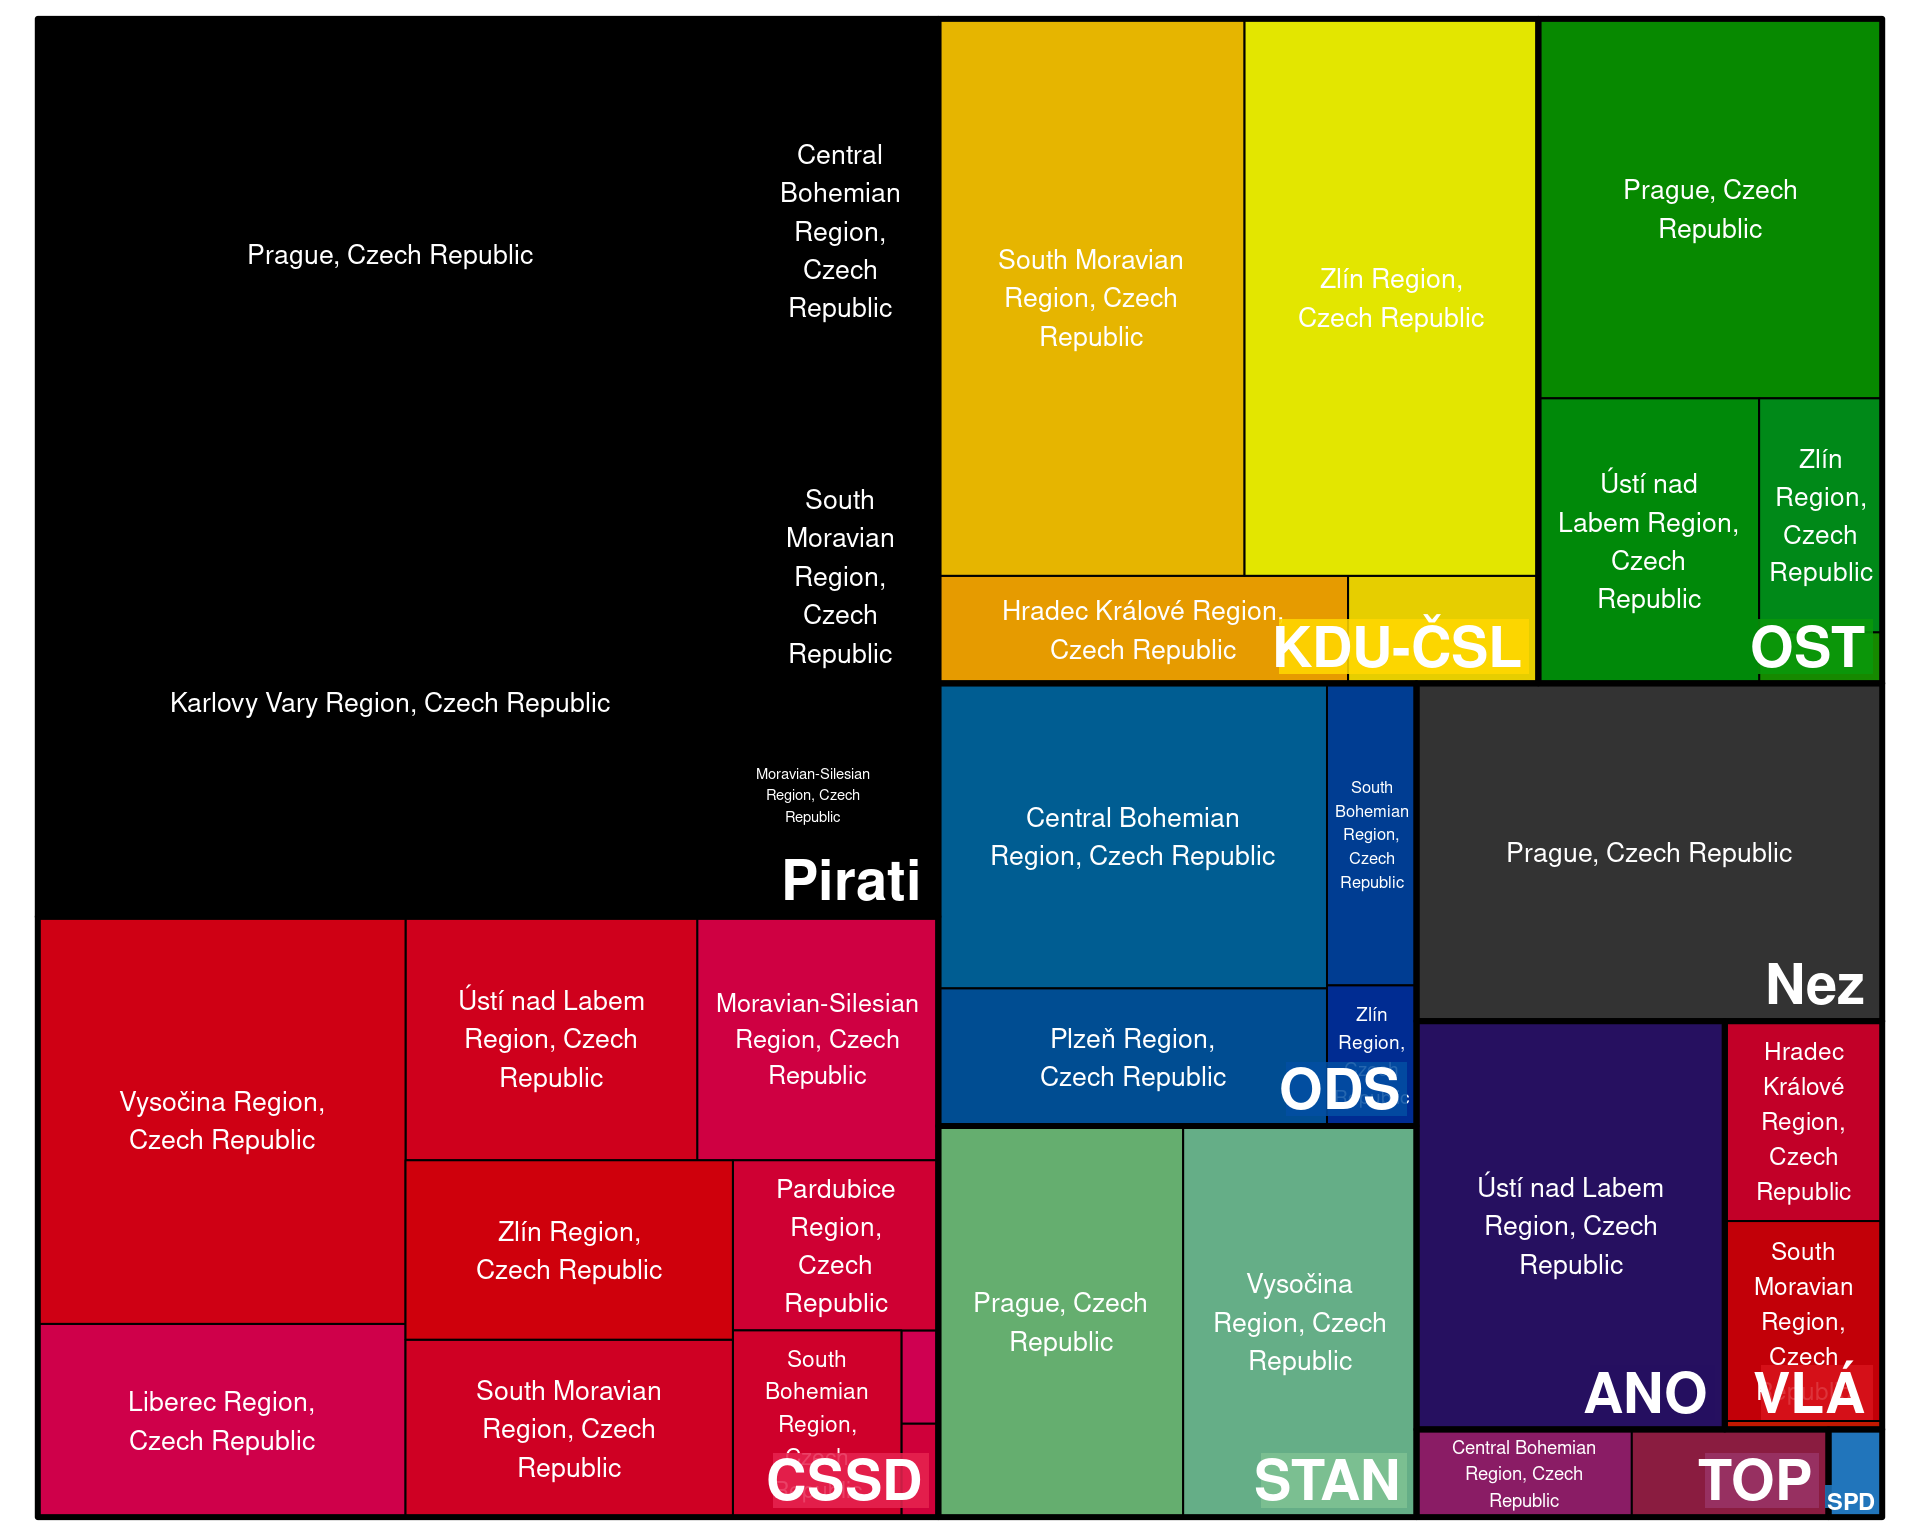 Prague, Czech Republic
Central
Bohemian
Region,
Czech
Republic
Karlovy Vary Region, Czech Republic
South
Moravian
Region,
Czech
Republic
Moravian-Silesian
Region, Czech
Republic
Pirati
South Moravian
Region, Czech
Republic
Zlín Region,
Czech Republic
Hradec Králové Region,
Czech Republic
KDU-ČSL
Prague, Czech
Republic
Ústí nad
Labem Region,
Czech
Republic
Zlín
Region,
Czech
Republic
OST
Central Bohemian
Region, Czech Republic
South
Bohemian
Region,
Czech
Republic
Plzeň Region,
Czech Republic
Zlín
Region,
Czech
Republic
ODS
Prague, Czech Republic
Nez
Vysočina Region,
Czech Republic
Ústí nad Labem
Region, Czech
Republic
Moravian-Silesian
Region, Czech
Republic
Zlín Region,
Czech Republic
Pardubice
Region,
Czech
Republic
Liberec Region,
Czech Republic
South Moravian
Region, Czech
Republic
South
Bohemian
Region,
Czech
Republic
CSSD
Prague, Czech
Republic
Vysočina
Region, Czech
Republic
STAN
Ústí nad Labem
Region, Czech
Republic
ANO
Hradec
Králové
Region,
Czech
Republic
South
Moravian
Region,
Czech
Republic
VLÁ
Central Bohemian
Region, Czech
Republic
TOP
SPD